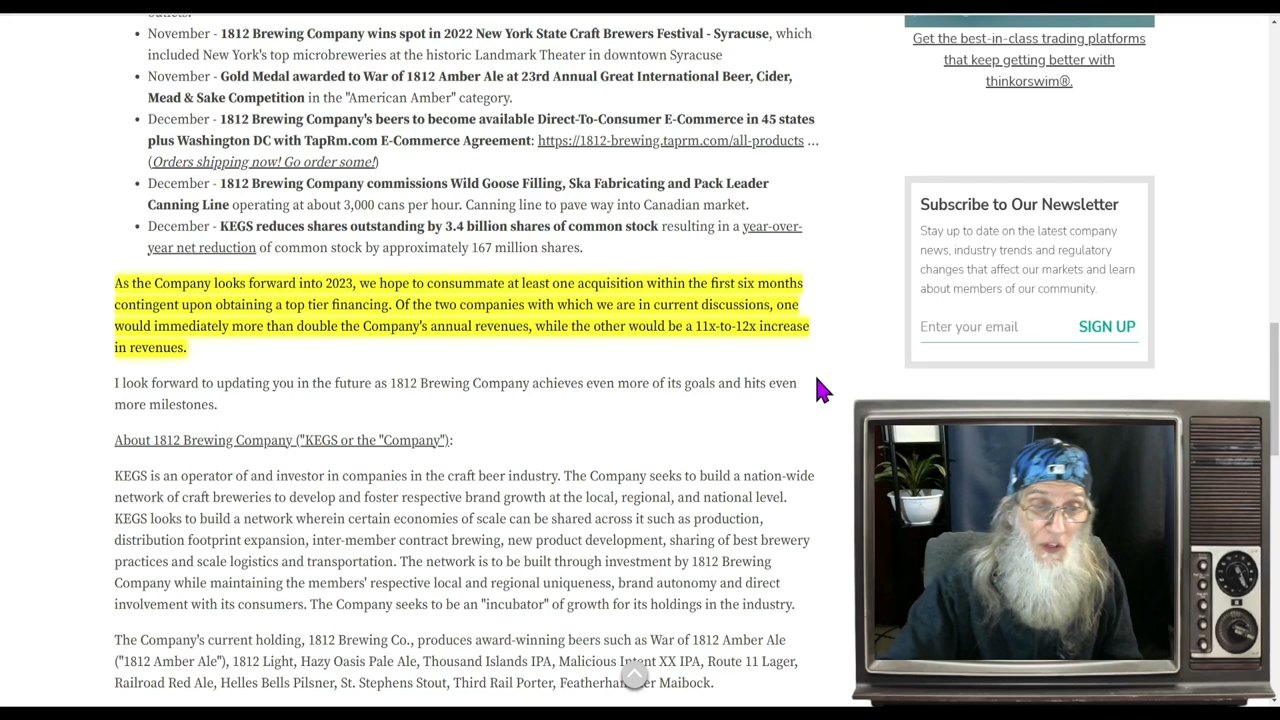 November - 1812 Brewing Company wins spot in 2022 New York State Craft Brewers Festival - Syracuse, which
included New York's top microbreweries at the historic Landmark Theater in downtown Syracuse
November - Gold Medal awarded to War of 1812 Amber Ale at 23rd Annual Great International Beer, Cider,
Mead & Sake Competition in the "American Amber" category.
December - 1812 Brewing Company's beers to become available Direct-To-Consumer E-Commerce in 45 states
plus Washington DC with TapRm.com E-Commerce Agreement: https://1812-brewing.taprm.com/all-products ...
(Orders shipping now! Go order some!)
December - 1812 Brewing Company commissions Wild Goose Filling, Ska Fabricating and Pack Leader
Canning Line operating at about 3,000 cans per hour. Canning line to pave way into Canadian market.
December - KEGS reduces shares outstanding by 3.4 billion shares of common stock resulting in a year-over-
year net reduction of common stock by approximately 167 million shares.
As the Company looks forward into 2023, we hope to consummate at least one acquisition within the first six months
contingent upon obtaining a top tier financing. Of the two companies with which we are in current discussions, one
would immediately more than double the Company's annual revenues, while the other would be a 11x-to-12x increase
in revenues.
I look forward to updating you in the future as 1812 Brewing Company achieves even more of its goals and hits even
more milestones.
About 1812 Brewing Company ("KEGS or the "Company"):
KEGS is an operator of and investor in companies in the craft beer industry. The Company seeks to build a nation-wide
network of craft breweries to develop and foster respective brand growth at the local, regional, and national level.
KEGS looks to build a network wherein certain economies of scale can be shared across it such as production,
distribution footprint expansion, inter-member contract brewing, new product development, sharing of best brewery
practices and scale logistics and transportation. The network is to be built through investment by 1812 Brewing
Company while maintaining the members' respective local and regional uniqueness, brand autonomy and direct
involvement with its consumers. The Company seeks to be an "incubator" of growth for its holdings in the industry.
The Company's current holding, 1812 Brewing Co., produces award-winning beers such as War of 1812 Amber Ale
("1812 Amber Ale"), 1812 Light, Hazy Oasis Pale Ale, Thousand Islands IPA, Malicious Intent XX IPA, Route 11 Lager,
Railroad Red Ale, Helles Bells Pilsner, St. Stephens Stout, Third Rail Porter, Featherhammer Maibock.
Get the best-in-class trading platforms
that keep getting better with
thinkorswim®.
Subscribe to Our Newsletter
Stay up to date on the latest company
news, industry trends and regulatory
changes that affect our markets and learn
about members of our community.
Enter your email SIGN UP